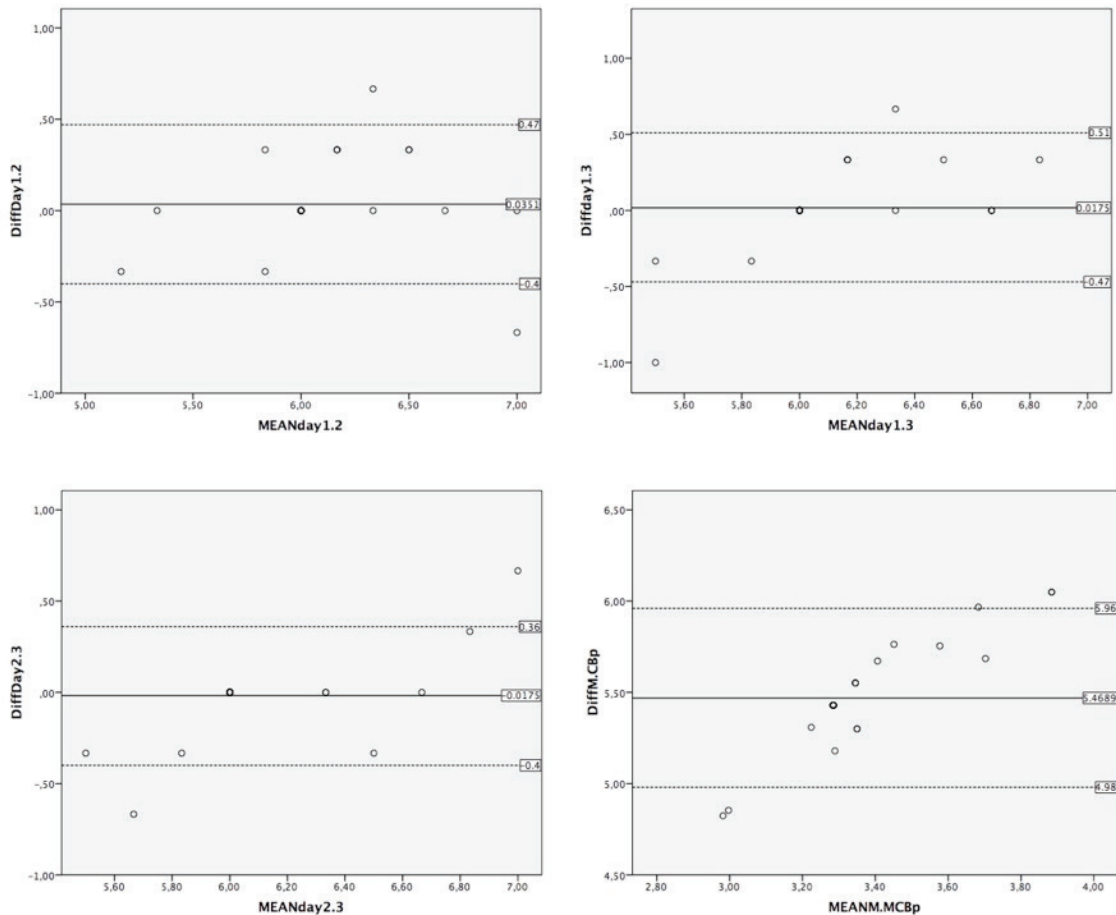 1,00
,50
,00
-,50
-1,00
DiffDay1.2
0.47
0.0351
-0.4
5,00 5,50 6,00 6,50 7,00
MEANday1.2
1,00
,50
,00
-,50
-1,00
Diffday1.3
0.51
0.0175
-0.47
5,60 5,80 6,00 6,20 6,40 6,60 6,80 7,00
MEANday1.3
1,00
,50
,00
-,50
-1,00
DiffDay2.3
0.36
-0.0175
-0.4
5,60 5,80 6,00 6,20 6,40 6,60 6,80 7,00
MEANday2.3
6,50
6,00
5,50
5,00
4,50
DiffM.CBp
5.96
5.4689
4.98
2,80 3,00 3,20 3,40 3,60 3,80 4,00
MEANM.MCBp